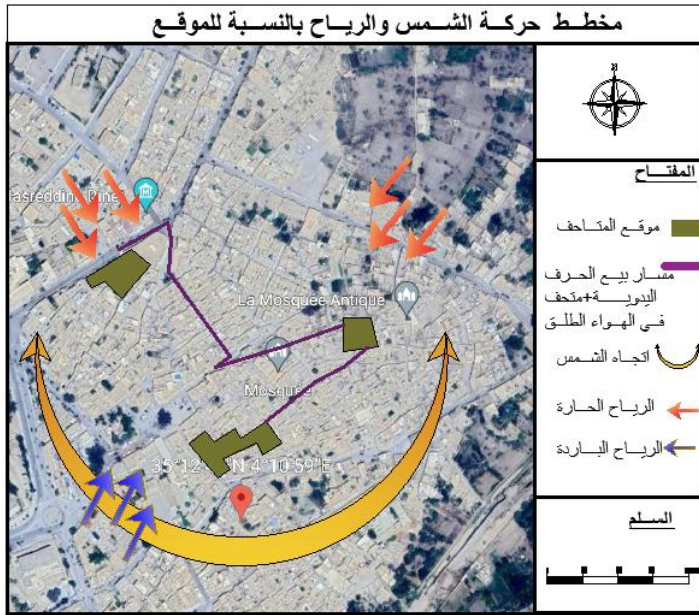 مخطط حركة الشمس والرياح بالنسبة للموقع
asreddine Dinet
La Mosquée Antique
Mosquée
35°12' "N 4°10'59"E
المفتاح
موقع المتاحف
مسار بيع الحرف
اليدوية+متحف
في الهواء الطلق
اتجاه الشمس
الرياح الحارة
الرياح الباردة
السلم